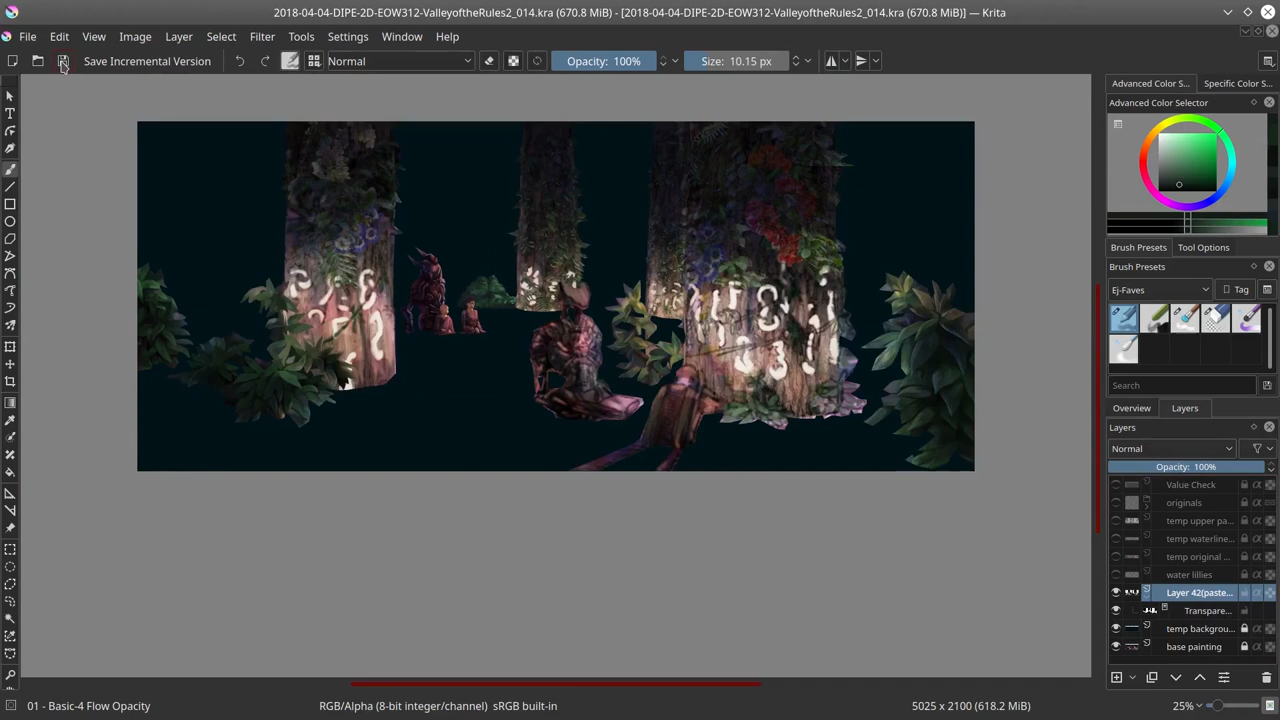 2018-04-04-DIPE-2D-EOW312-ValleyoftheRules2_014.kra (670.8 MiB) - [2018-04-04-DIPE-2D-EOW312-ValleyoftheRules2_014.kra (670.8 MiB)] — Krita
File Edit View Image Layer Select Filter Tools Settings Window Help
Save Incremental Version Normal Opacity: 100% Size: 10.15 px
Advanced Color S... Specific Color S...
Advanced Color Selector
Brush Presets Tool Options
Brush Presets
Ej-Faves Tag
Search
Overview Layers
Layers
Normal
Opacity: 100%
Value Check
originals
temp upper pa...
temp waterline...
temp original ...
water lillies
Layer 42(paste...
Transpare...
temp backgrou...
base painting
01 - Basic-4 Flow Opacity RGB/Alpha (8-bit integer/channel) sRGB built-in 5025 x 2100 (618.2 MiB) 25%